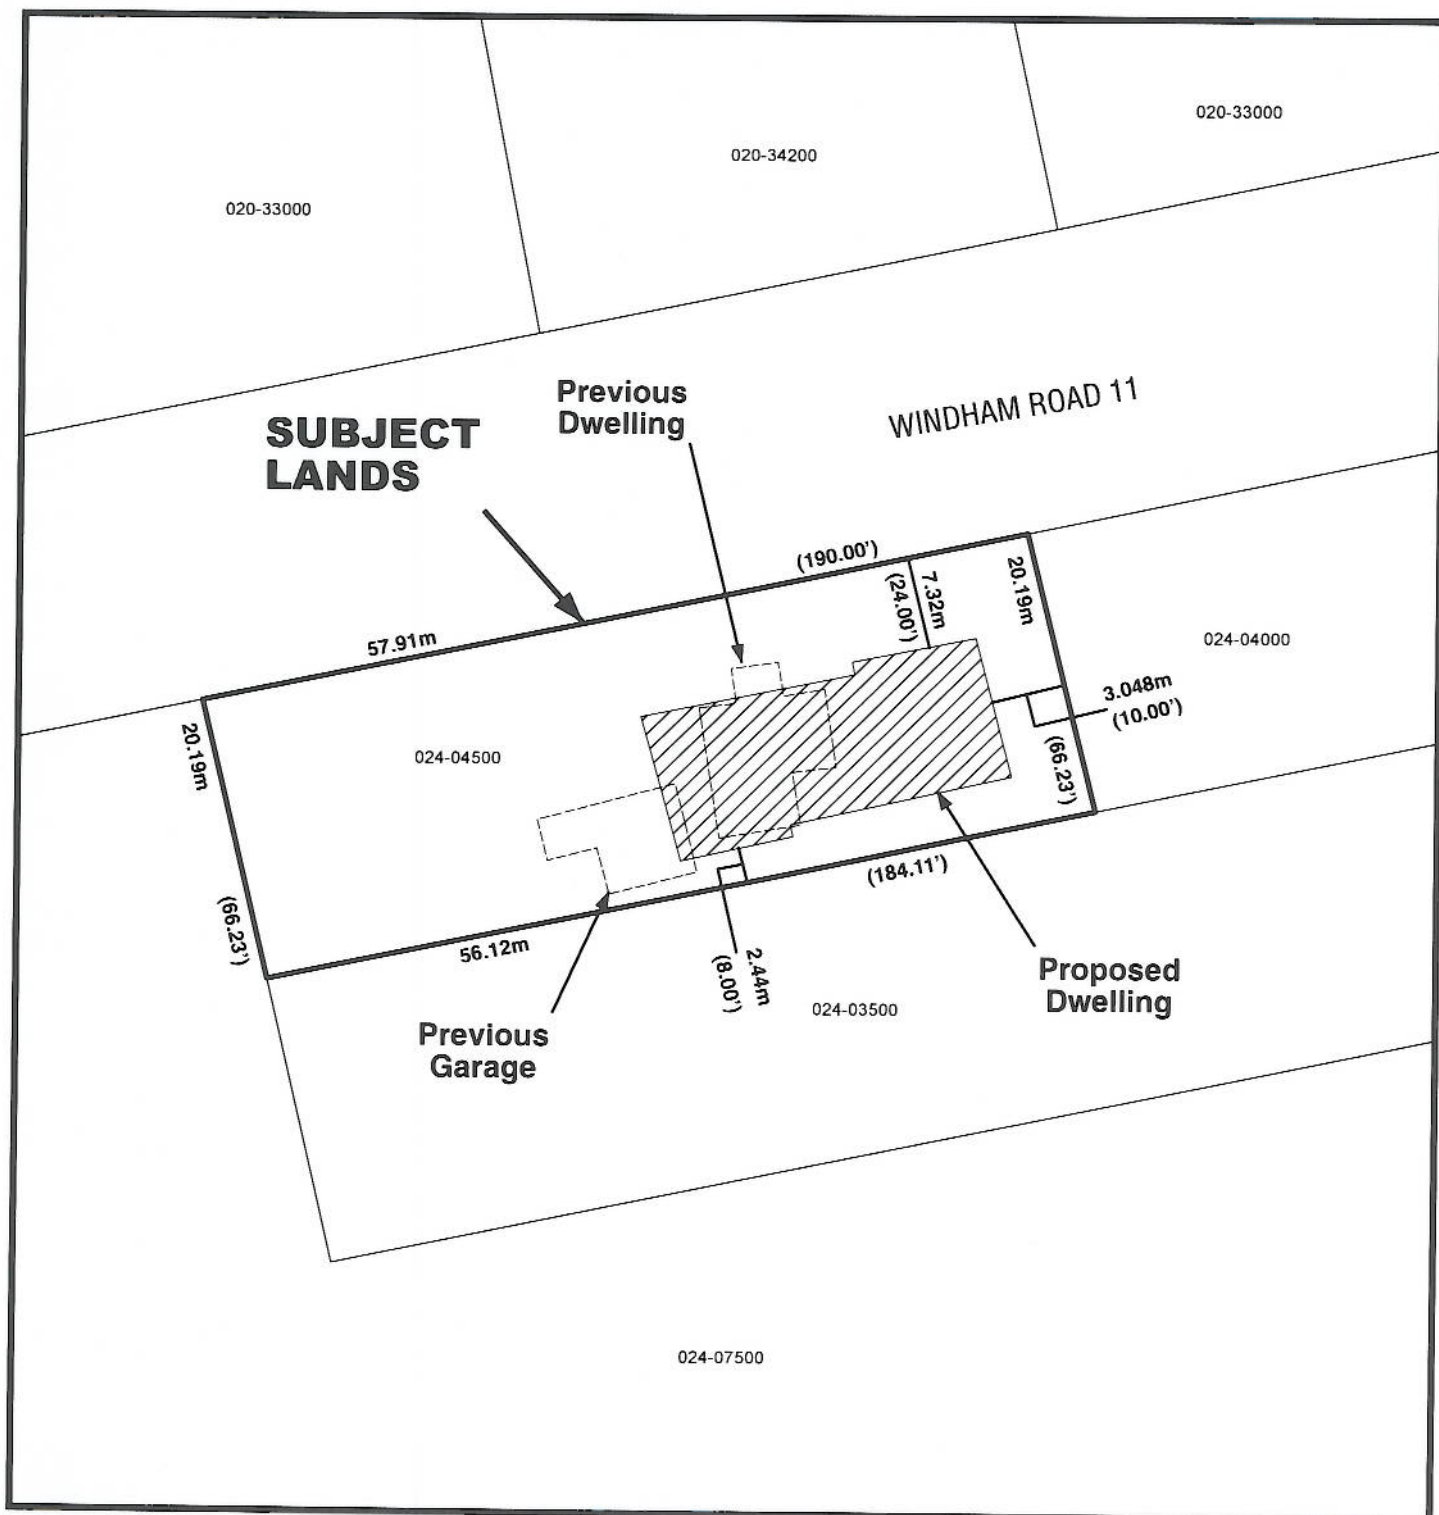 020-33000
020-34200
020-33000
Previous
Dwelling
WINDHAM ROAD 11
SUBJECT
LANDS
(190.00')
7.32m
(24.00')
20.19m
57.91m
024-04000
3.048m
(10.00')
20.19m
024-04500
(66.23')
(184.11')
(66.23')
56.12m
2.44m
(8.00')
Proposed
Dwelling
024-03500
Previous
Garage
024-07500